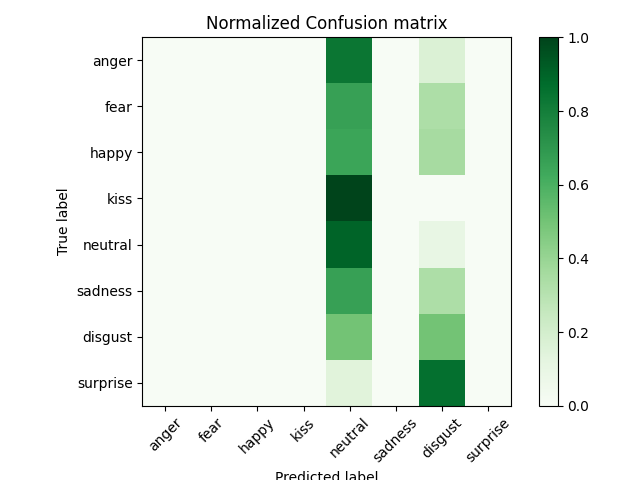 Normalized Confusion matrix
True label
anger
fear
happy
kiss
neutral
sadness
disgust
surprise
anger
fear
happy
kiss
neutral
sadness
disgust
surprise
Predicted label
1.0
0.8
0.6
0.4
0.2
0.0